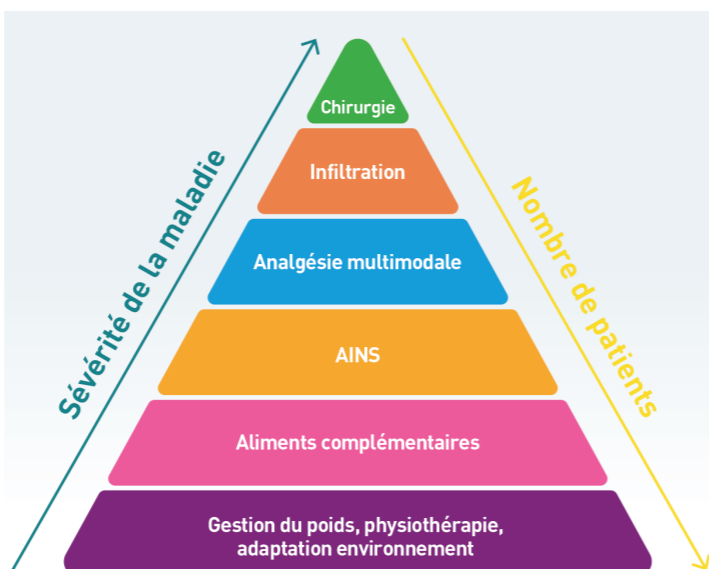 Chirurgie
Infiltration
Analgésie multimodale
AINS
Aliments complémentaires
Gestion du poids, physiothérapie,
adaptation environnement
Sévérité de la maladie
Nombre de patients